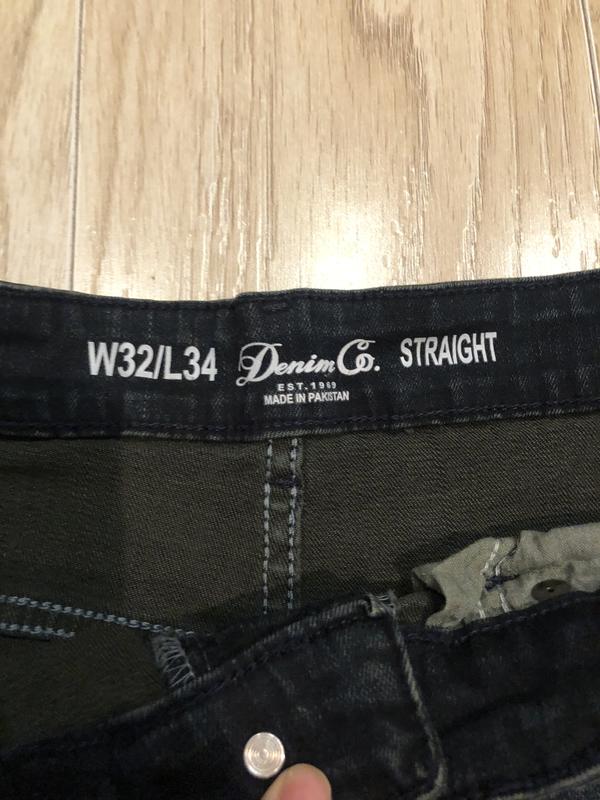 W32/L34 Denim Co. STRAIGHT
EST. 1969
MADE IN PAKISTAN